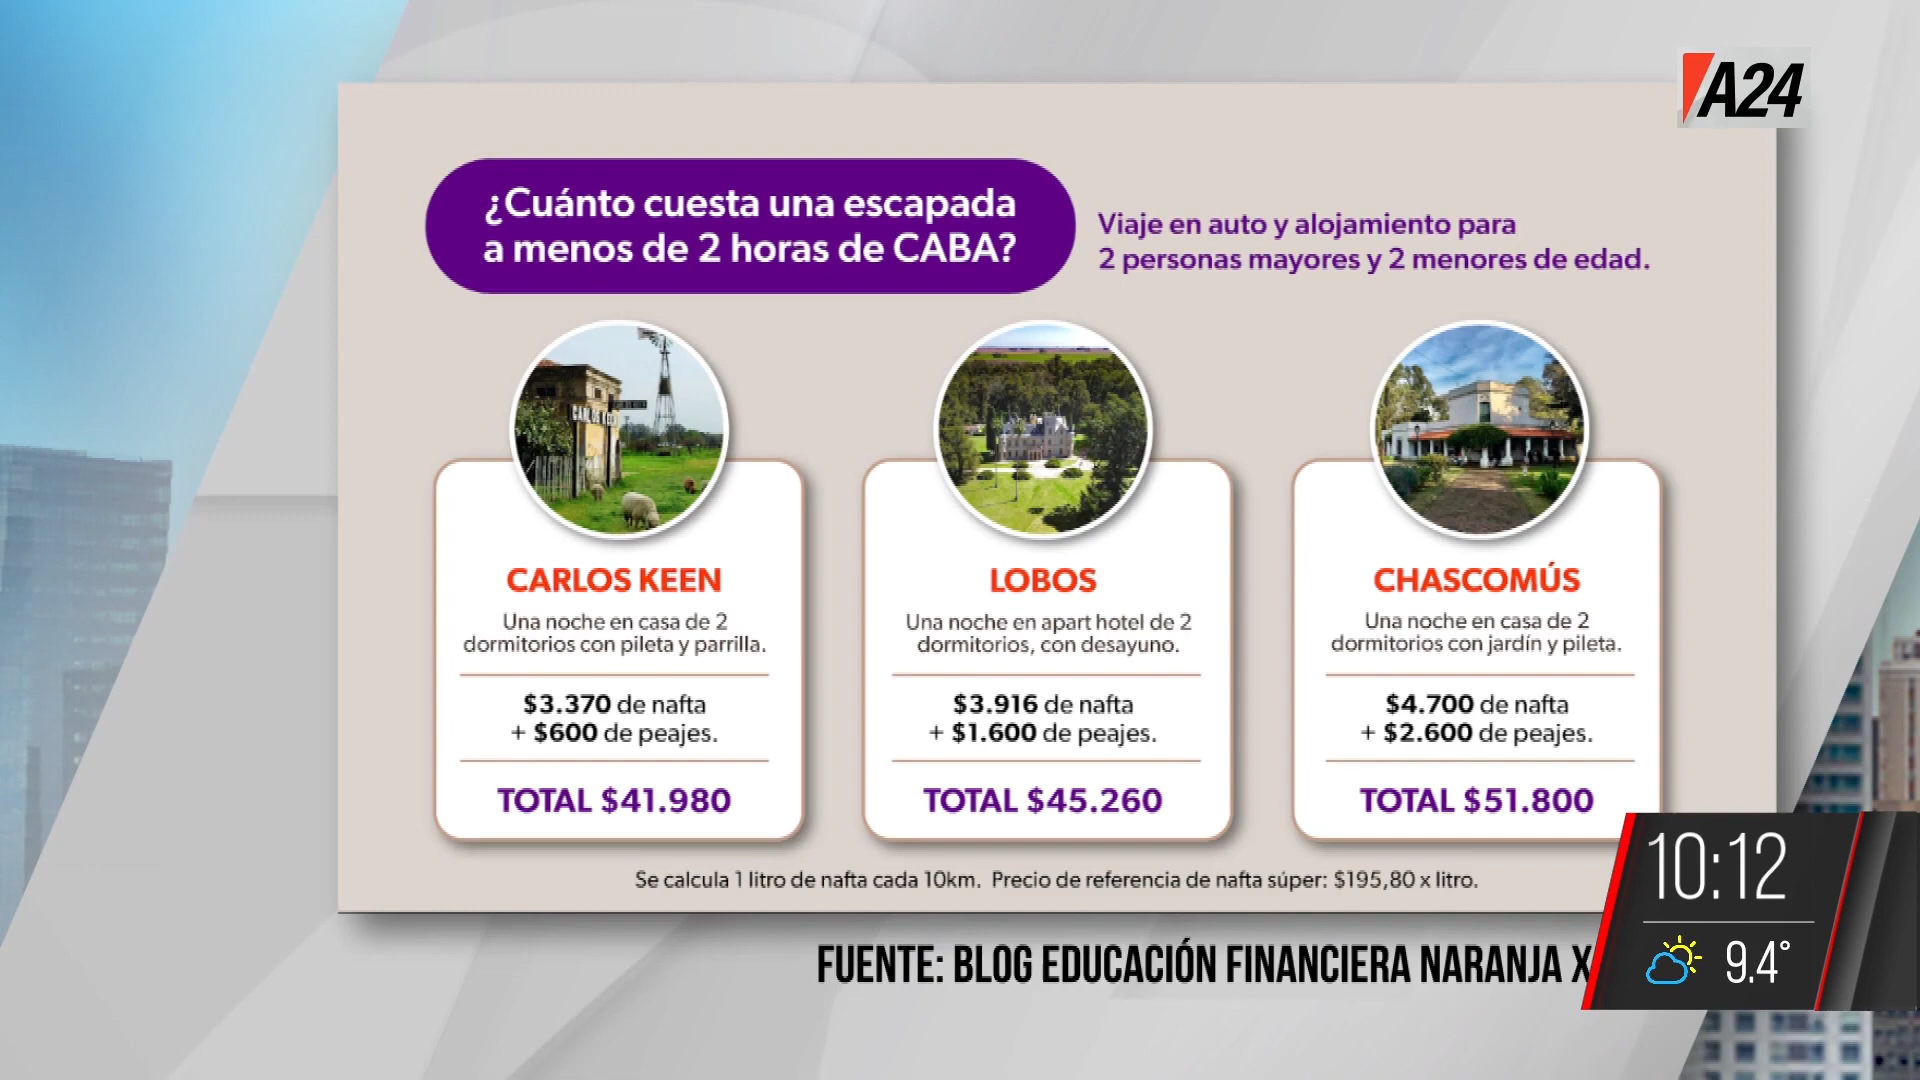 A24
¿Cuánto cuesta una escapada
a menos de 2 horas de CABA?
Viaje en auto y alojamiento para
2 personas mayores y 2 menores de edad.
CARLOS KEEN
CARLOS KEEN
Una noche en casa de 2
dormitorios con pileta y parrilla.
$3.370 de nafta
+ $600 de peajes.
TOTAL $41.980
LOBOS
Una noche en apart hotel de 2
dormitorios, con desayuno.
$3.916 de nafta
+ $1.600 de peajes.
TOTAL $45.260
CHASCOMÚS
Una noche en casa de 2
dormitorios con jardín y pileta.
$4.700 de nafta
+ $2.600 de peajes.
TOTAL $51.800
Se calcula 1 litro de nafta cada 10km. Precio de referencia de nafta súper: $195,80 x litro.
FUENTE: BLOG EDUCACIÓN FINANCIERA NARANJA X
10:12
9.4°